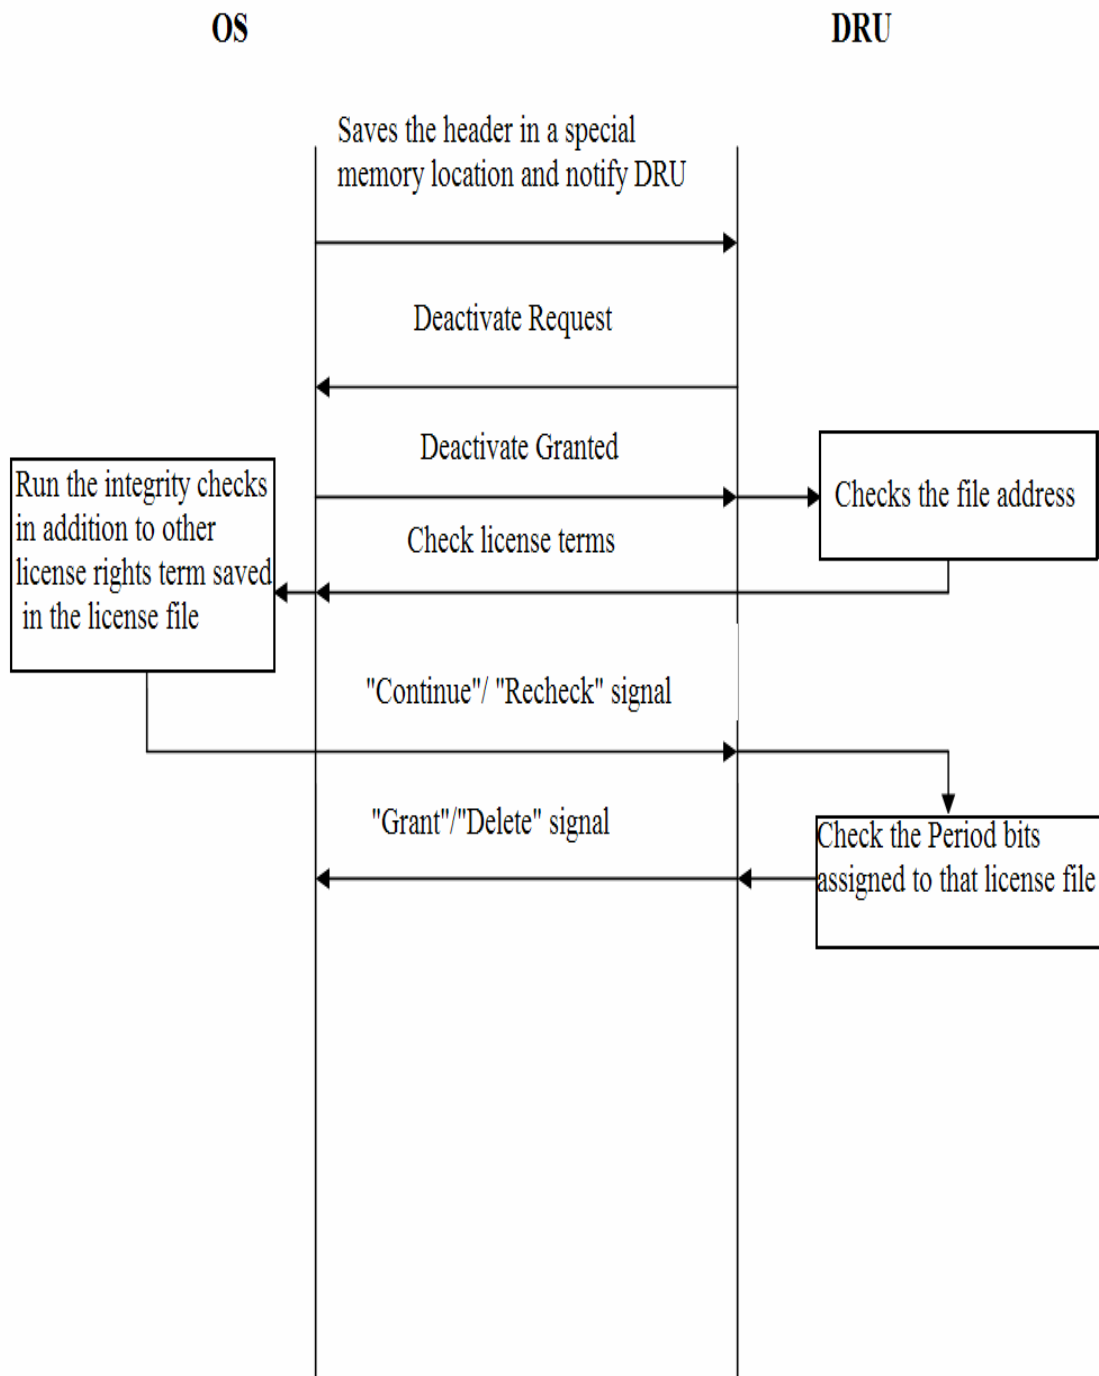 OS
DRU
Saves the header in a special
memory location and notify DRU
Deactivate Request
Deactivate Granted
Checks the file address
Run the integrity checks
in addition to other
license rights term saved
in the license file
Check license terms
"Continue"/ "Recheck" signal
"Grant"/"Delete" signal
Check the Period bits
assigned to that license file